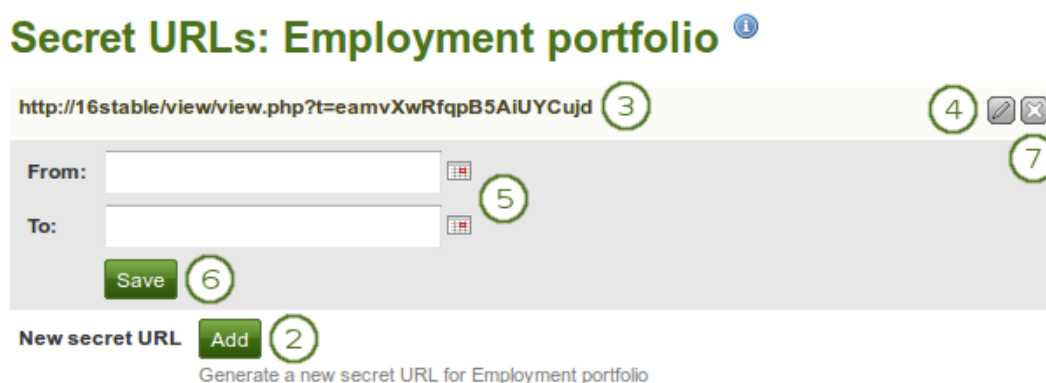 Secret URLs: Employment portfolio
http://16stable/view/view.php?t=eamvXwRfqpB5AiUYCujd 3 4
7
From:
5
To:
Save 6
New secret URL Add 2
Generate a new secret URL for Employment portfolio